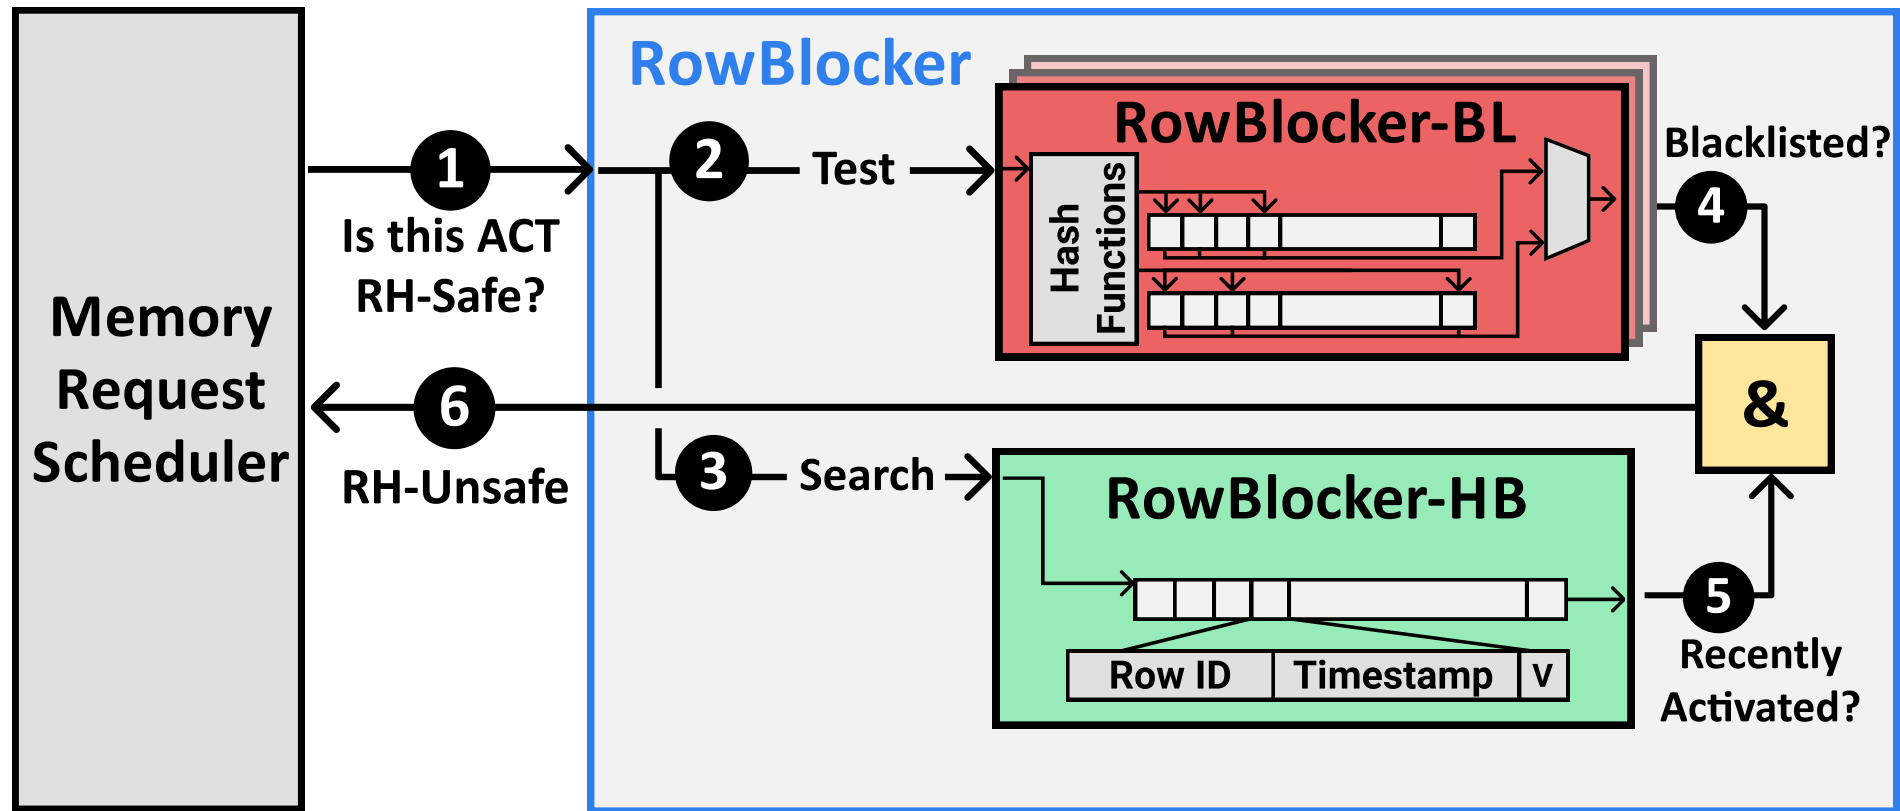 Memory
Request
Scheduler
1
Is this ACT
RH-Safe?
6
RH-Unsafe
RowBlocker
2
Test
RowBlocker-BL
Hash
Functions
Blacklisted?
4
&
3
Search
RowBlocker-HB
Row ID
Timestamp
V
5
Recently
Activated?